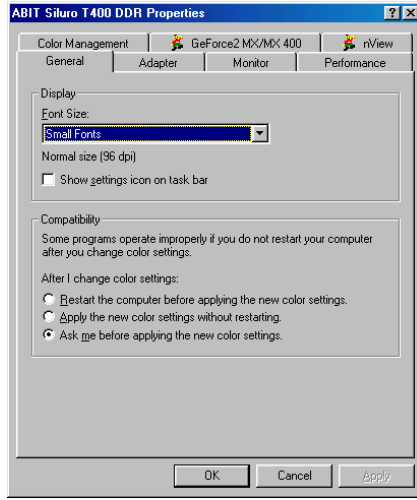 ABIT Siluro T400 DDR Properties
Color Management GeForce2 MX/MX 400 nView
General Adapter Monitor Performance
Display
Font Size:
Small Fonts
Normal size (96 dpi)
Show settings icon on task bar
Compatibility
Some programs operate improperly if you do not restart your computer
after you change color settings.
After I change color settings:
Restart the computer before applying the new color settings.
Apply the new color settings without restarting.
Ask me before applying the new color settings.
OK Cancel Apply